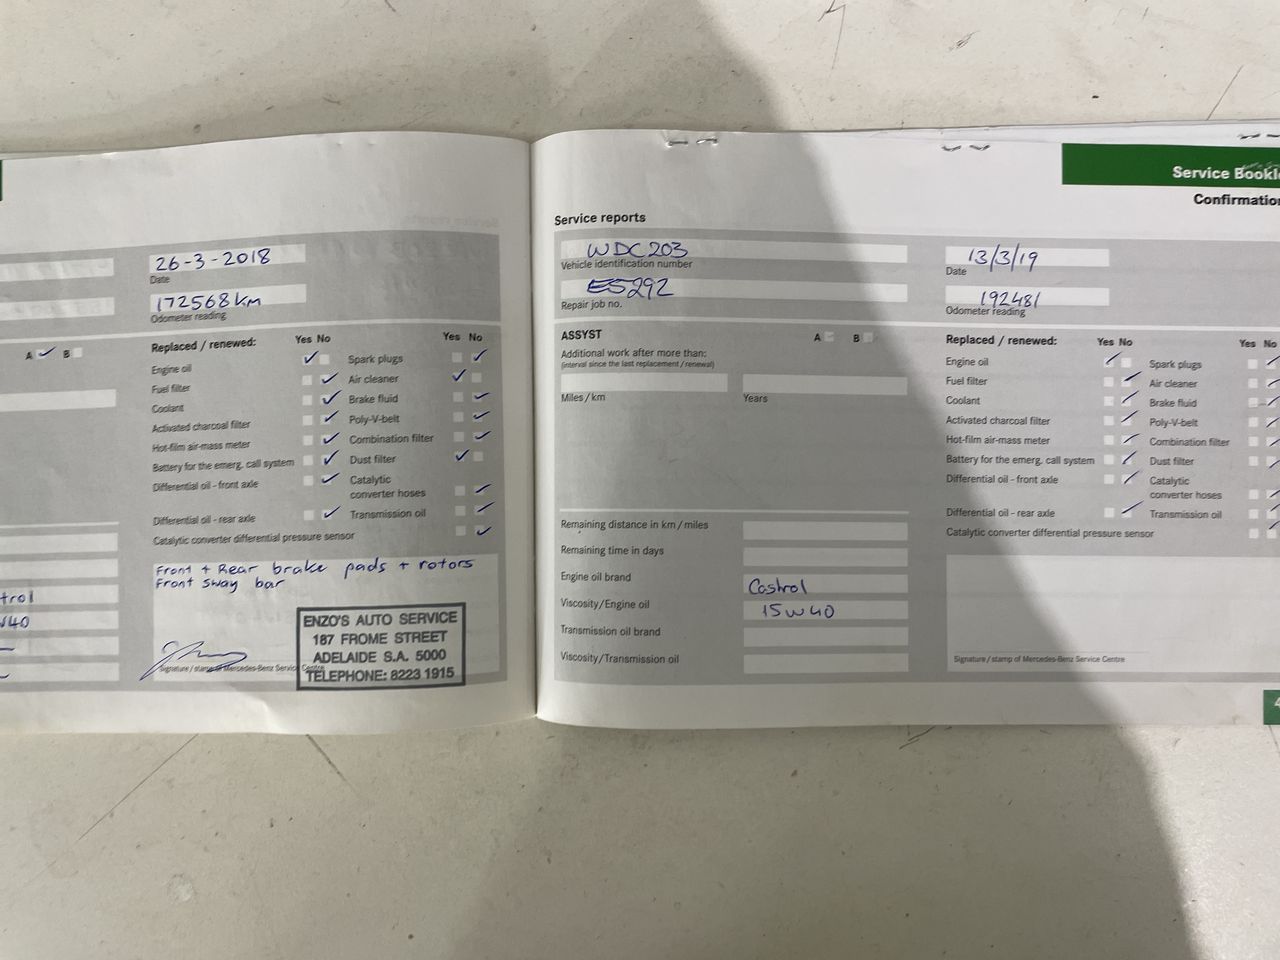 26-3-2018
Date
172568km
Odometer reading
A B
Replaced / renewed: Yes No Yes No
Engine oil Spark plugs
Fuel filter Air cleaner
Coolant Brake fluid
Activated charcoal filter Poly-V-belt
Hot-film air-mass meter Combination filter
Battery for the emerg. call system Dust filter
Differential oil - front axle Catalytic
converter hoses
Differential oil - rear axle Transmission oil
Catalytic converter differential pressure sensor
Front + Rear brake pads + rotors
Front sway bar
Signature / stamp of Mercedes-Benz Service Centre
ENZO'S AUTO SERVICE
187 FROME STREET
ADELAIDE S.A. 5000
TELEPHONE: 8223 1915
Service Bookl
Confirmation
Service reports
WDC203
Vehicle identification number
E5292
Repair job no.
13/3/19
Date
192481
Odometer reading
ASSYST A B
Additional work after more than:
(interval since the last replacement / renewal)
Miles / km Years
Remaining distance in km / miles
Remaining time in days
Engine oil brand Castrol
Viscosity/Engine oil 15W40
Transmission oil brand
Viscosity/Transmission oil
Replaced / renewed: Yes No Yes No
Engine oil Spark plugs
Fuel filter Air cleaner
Coolant Brake fluid
Activated charcoal filter Poly-V-belt
Hot-film air-mass meter Combination filter
Battery for the emerg. call system Dust filter
Differential oil - front axle Catalytic
converter hoses
Differential oil - rear axle Transmission oil
Catalytic converter differential pressure sensor
Signature / stamp of Mercedes-Benz Service Centre
4